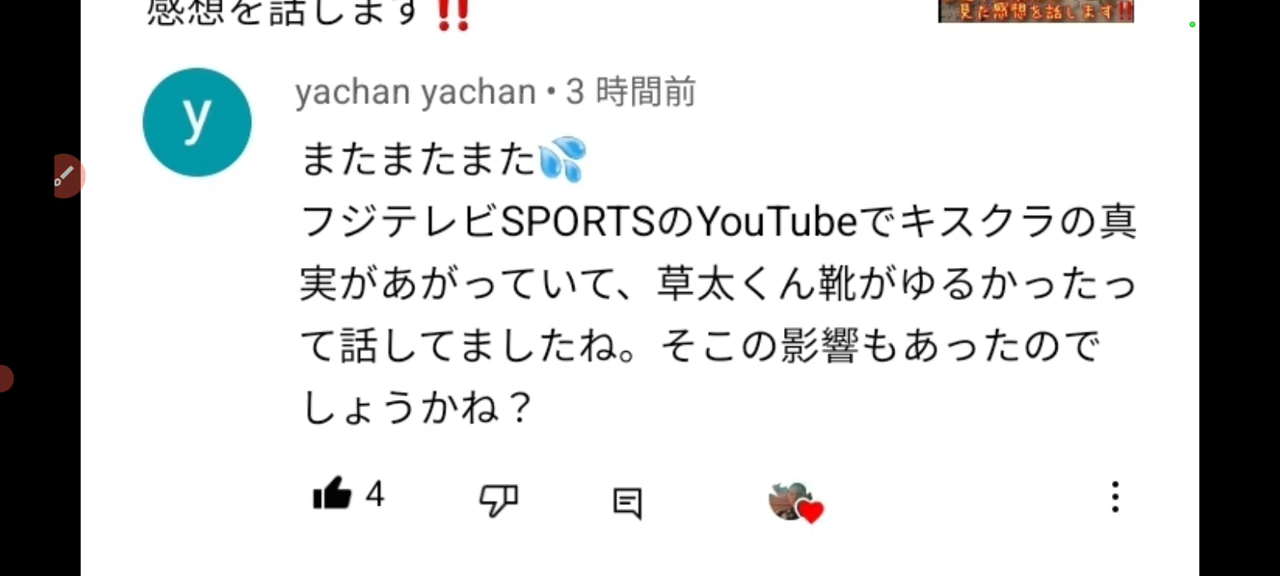 感想を話します‼️
見た感想を話します‼️
yachan yachan • 3 時間前
y
またまたまた💦
フジテレビSPORTSのYouTubeでキスクラの真
実があがっていて、草太くん靴がゆるかったっ
て話してましたね。そこの影響もあったので
しょうかね？
4